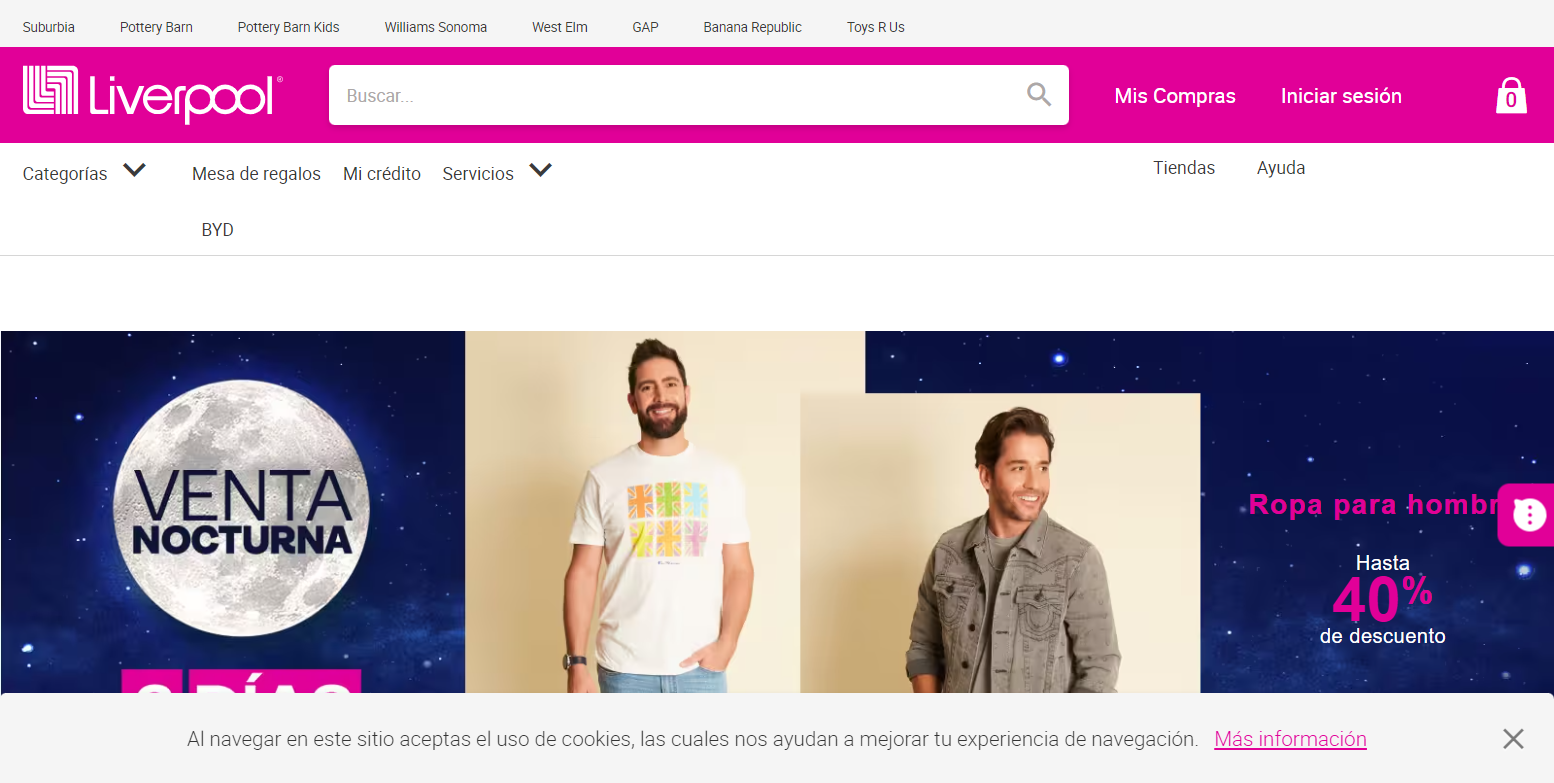 Suburbia Pottery Barn Pottery Barn Kids Williams Sonoma West Elm GAP Banana Republic Toys R Us
Liverpool®
Buscar...
Mis Compras
Iniciar sesión
0
Categorías Mesa de regalos Mi crédito Servicios
Tiendas Ayuda
BYD
VENTA
NOCTURNA
DÍAS
Ropa para hombr
Hasta
40%
de descuento
Al navegar en este sitio aceptas el uso de cookies, las cuales nos ayudan a mejorar tu experiencia de navegación. Más información